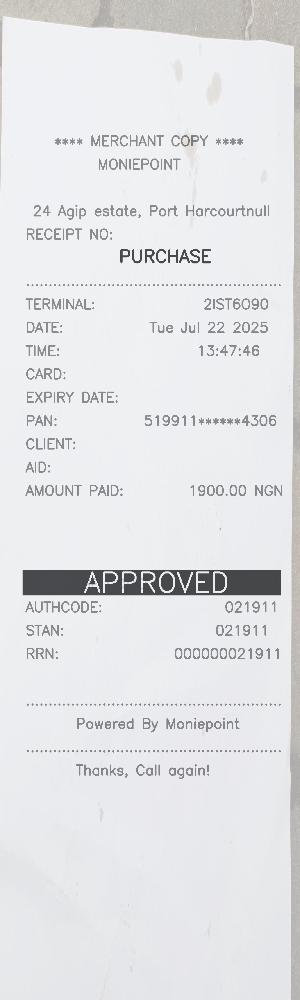 **** MERCHANT COPY ****
MONIEPOINT
24 Agip estate, Port Harcourtnull
RECEIPT NO:
PURCHASE
TERMINAL: 2IST6090
DATE: Tue Jul 22 2025
TIME: 13:47:46
CARD:
EXPIRY DATE:
PAN: 519911******4306
CLIENT:
AID:
AMOUNT PAID: 1900.00 NGN
APPROVED
AUTHCODE: 021911
STAN: 021911
RRN: 000000021911
Powered By Moniepoint
Thanks, Call again!